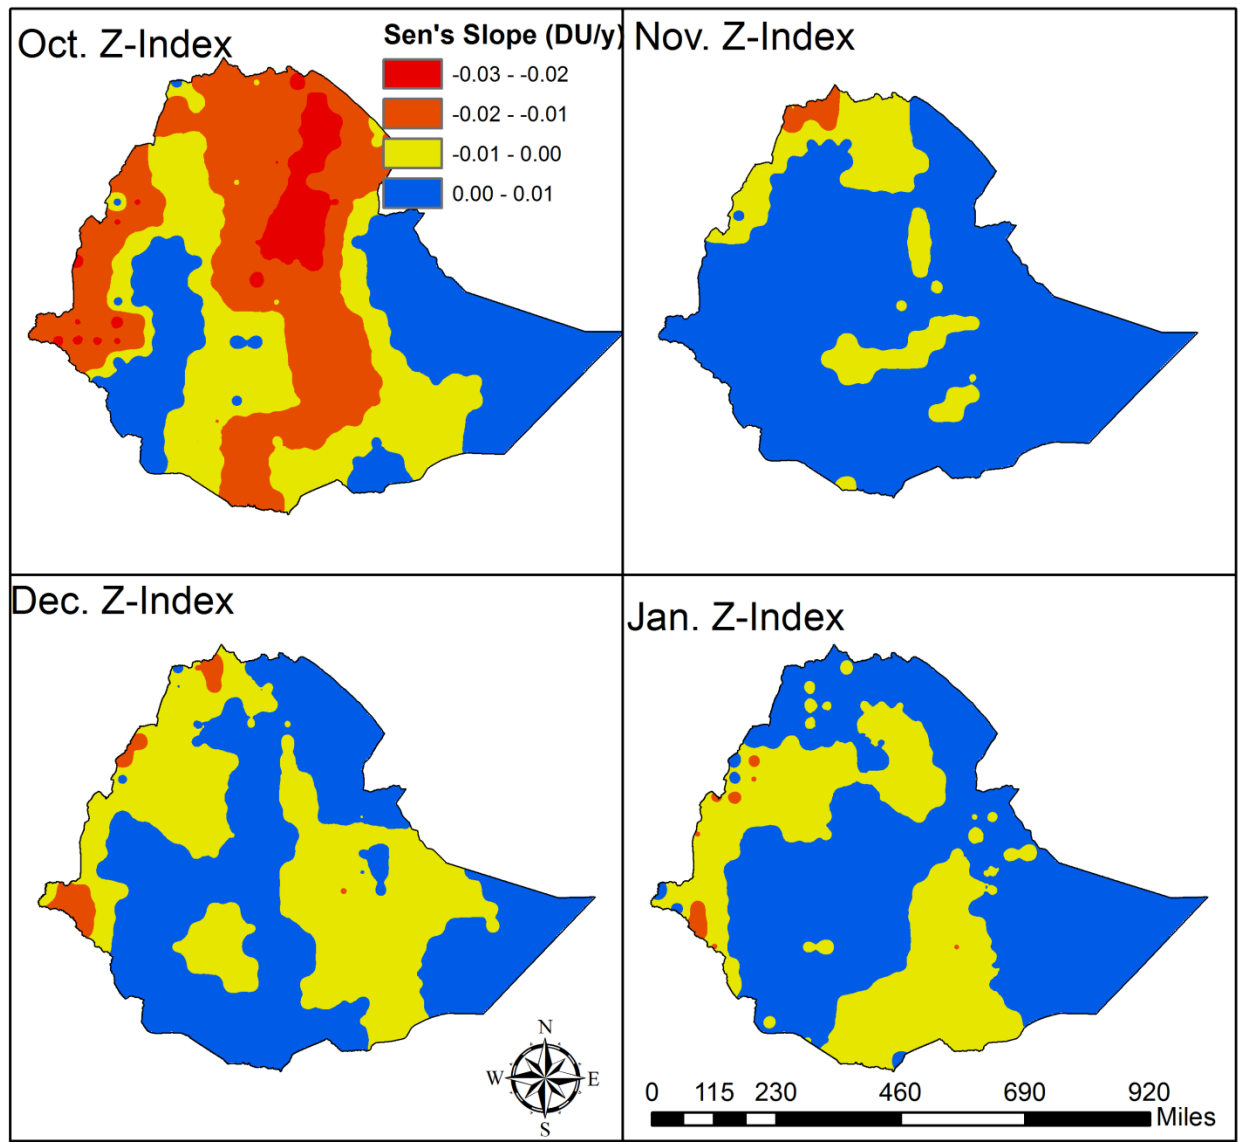 Oct. Z-Index
Sen's Slope (DU/y)
-0.03 - -0.02
-0.02 - -0.01
-0.01 - 0.00
0.00 - 0.01
Nov. Z-Index
Dec. Z-Index
Jan. Z-Index
N
W E
S
0 115 230 460 690 920
Miles